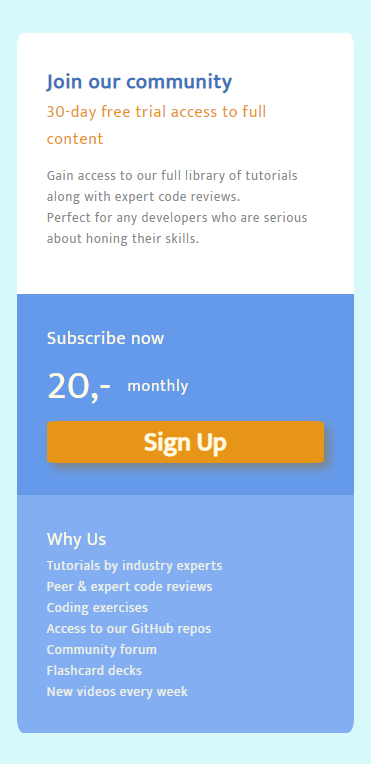 Join our community
30-day free trial access to full
content
Gain access to our full library of tutorials
along with expert code reviews.
Perfect for any developers who are serious
about honing their skills.
Subscribe now
20,- monthly
Sign Up
Why Us
Tutorials by industry experts
Peer & expert code reviews
Coding exercises
Access to our GitHub repos
Community forum
Flashcard decks
New videos every week